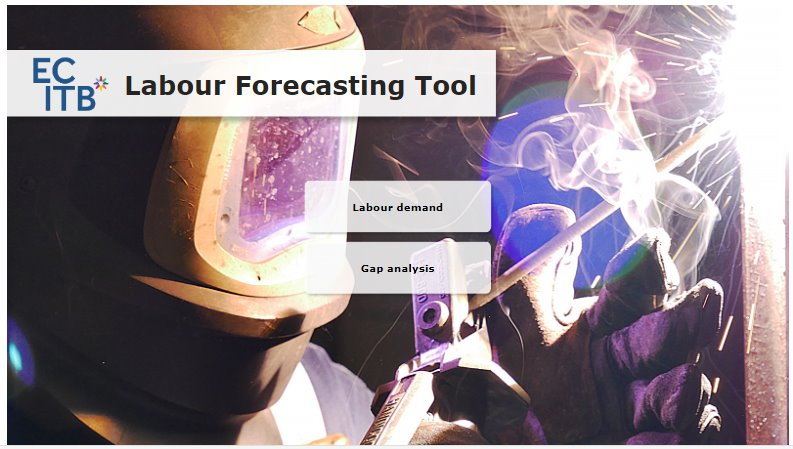 EC
ITB
Labour Forecasting Tool
Labour demand
Gap analysis